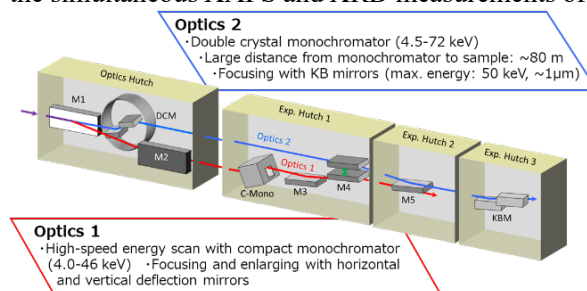 Optics 2
·Double crystal monochromator (4.5-72 keV)
·Large distance from monochromator to sample: ~80 m
·Focusing with KB mirrors (max. energy: 50 keV, ~1μm)
Optics Hutch
M1
DCM
M2
Exp. Hutch 1
Optics 2
Optics 1
C-Mono
M3
M4
Exp. Hutch 2
M5
Exp. Hutch 3
KBM
Optics 1
·High-speed energy scan with compact monochromator
(4.0-46 keV) ·Focusing and enlarging with horizontal
and vertical deflection mirrors